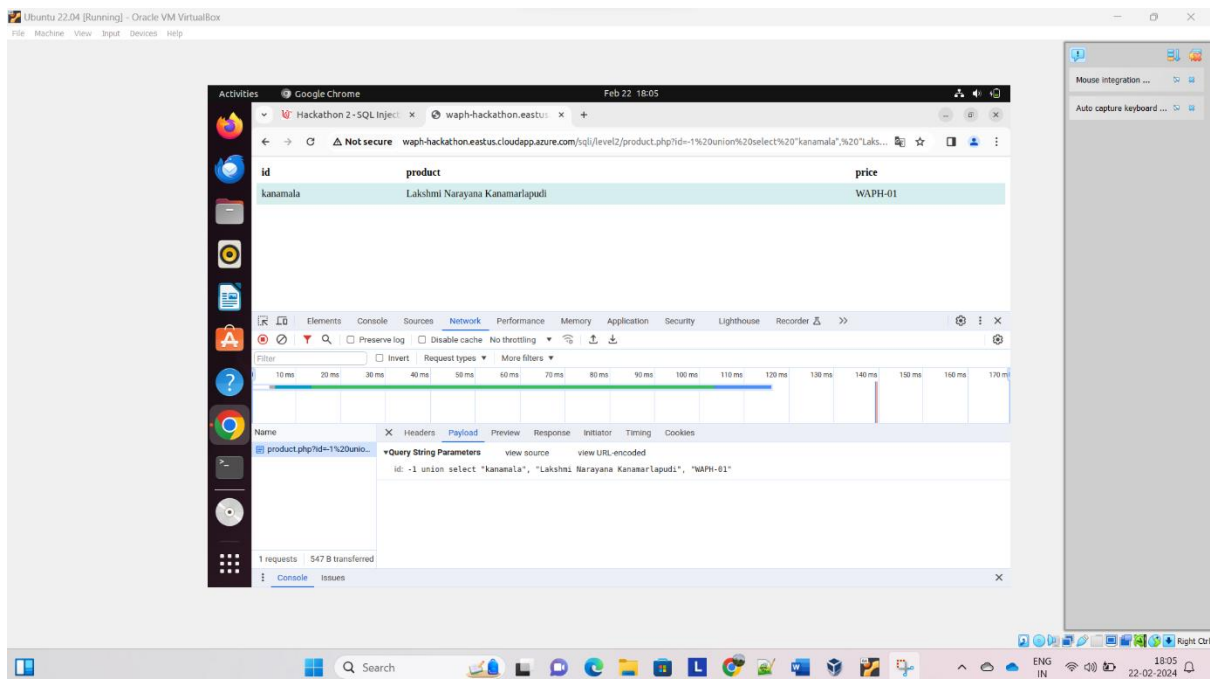 Ubuntu 22.04 [Running] - Oracle VM VirtualBox
File Machine View Input Devices Help
Mouse integration ...
Auto capture keyboard ...
Activities Google Chrome Feb 22 18:05
Hackathon 2 - SQL Inject waph-hackathon.eastus
Not secure waph-hackathon.eastus.cloudapp.azure.com/sqli/level2/product.php?id=-1%20union%20select%20"kanamala",%20"Laks...
id product price
kanamala Lakshmi Narayana Kanamarlapudi WAPH-01
Elements Console Sources Network Performance Memory Application Security Lighthouse Recorder
Preserve log Disable cache No throttling
Filter Invert Request types More filters
10 ms 20 ms 30 ms 40 ms 50 ms 60 ms 70 ms 80 ms 90 ms 100 ms 110 ms 120 ms 130 ms 140 ms 150 ms 160 ms 170 m
Name X Headers Payload Preview Response Initiator Timing Cookies
product.php?id=-1%20unio... Query String Parameters view source view URL-encoded
id: -1 union select "kanamala", "Lakshmi Narayana Kanamarlapudi", "WAPH-01"
1 requests 547 B transferred
Console Issues
Right Ctrl
Search
ENG
IN
18:05
22-02-2024